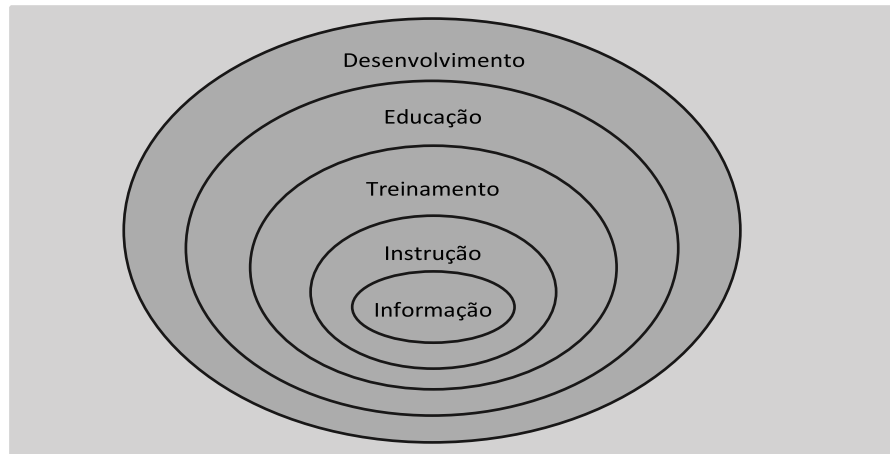 Desenvolvimento
Educação
Treinamento
Instrução
Informação